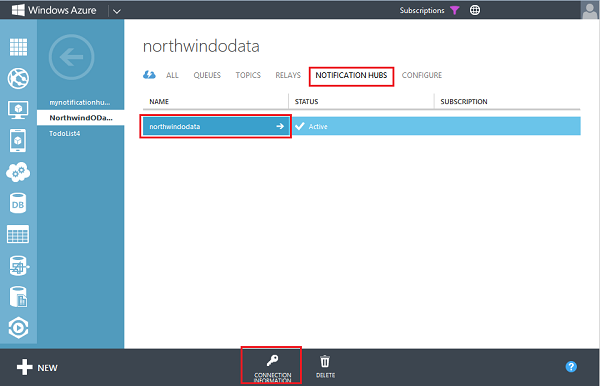 Windows Azure
Subscriptions
northwindodata
ALL QUEUES TOPICS RELAYS NOTIFICATION HUBS CONFIGURE
mynotificationhu...
NorthwindODa...
TodoList4
NAME STATUS SUBSCRIPTION
northwindodata Active
DB
NEW
CONNECTION
INFORMATION
DELETE
?